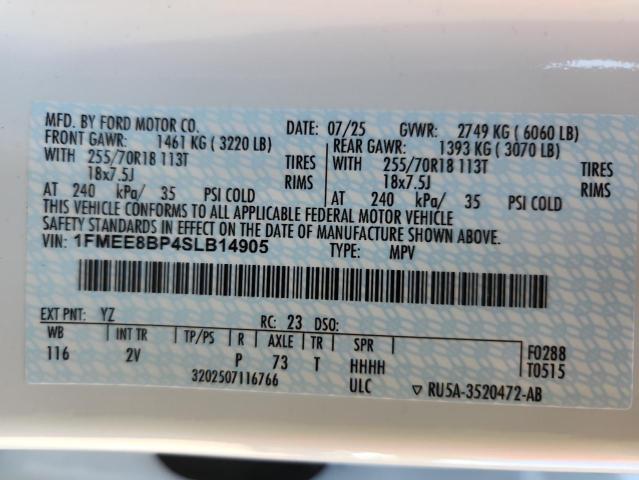 MFD. BY FORD MOTOR CO. DATE: 07/25 GVWR: 2749 KG ( 6060 LB)
FRONT GAWR: 1461 KG ( 3220 LB) REAR GAWR: 1393 KG ( 3070 LB)
WITH 255/70R18 113T TIRES WITH 255/70R18 113T TIRES
18x7.5J RIMS 18x7.5J RIMS
AT 240 kPa/ 35 PSI COLD AT 240 kPa/ 35 PSI COLD
THIS VEHICLE CONFORMS TO ALL APPLICABLE FEDERAL MOTOR VEHICLE
SAFETY STANDARDS IN EFFECT ON THE DATE OF MANUFACTURE SHOWN ABOVE.
VIN: 1FMEE8BP4SLB14905 TYPE: MPV
EXT PNT: YZ RC: 23 DSO:
WB INT TR TP/PS R AXLE TR SPR F0288
116 2V P 73 T HHHH T0515
3202507116766 ULC ▽ RU5A-3520472-AB